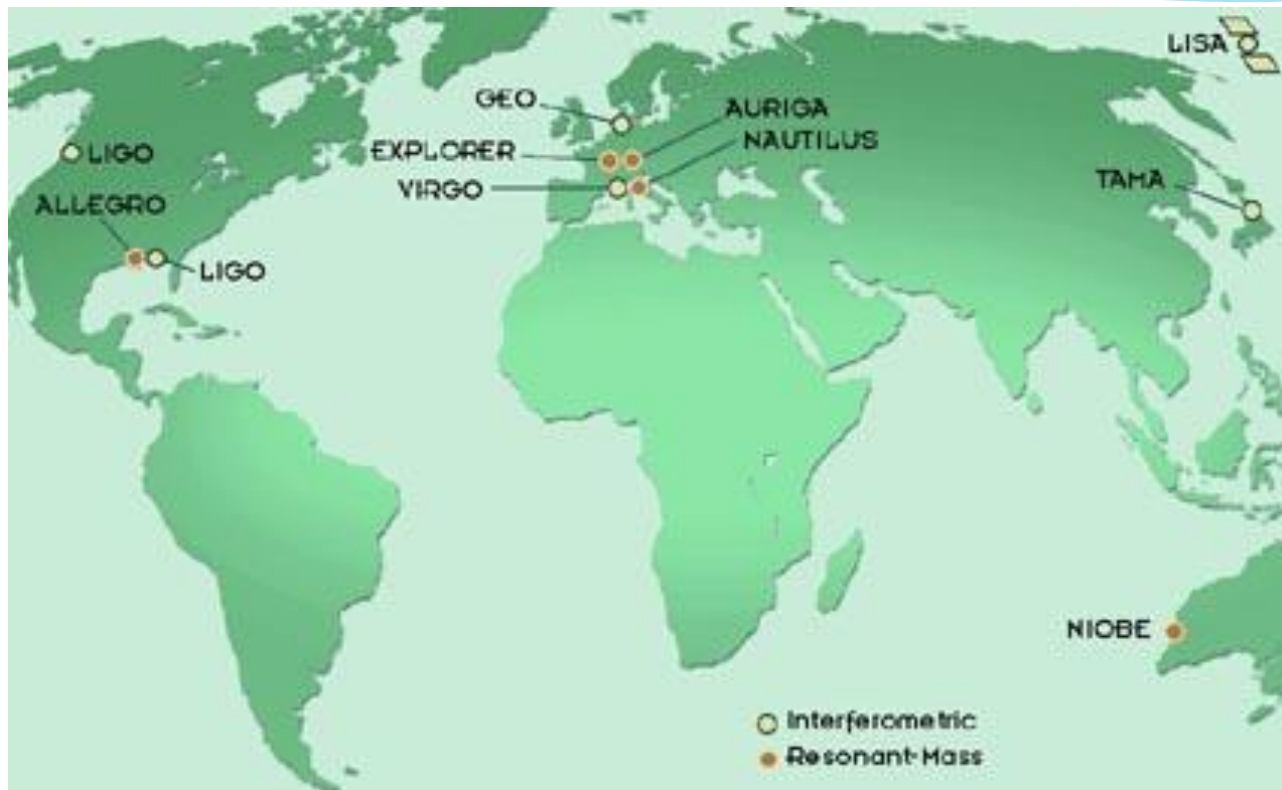 LISA
GEO
AURIGA
LIGO
EXPLORER
NAUTILUS
VIRGO
TAMA
ALLEGRO
LIGO
NIOBE
Interferometric
Resonant-Mass